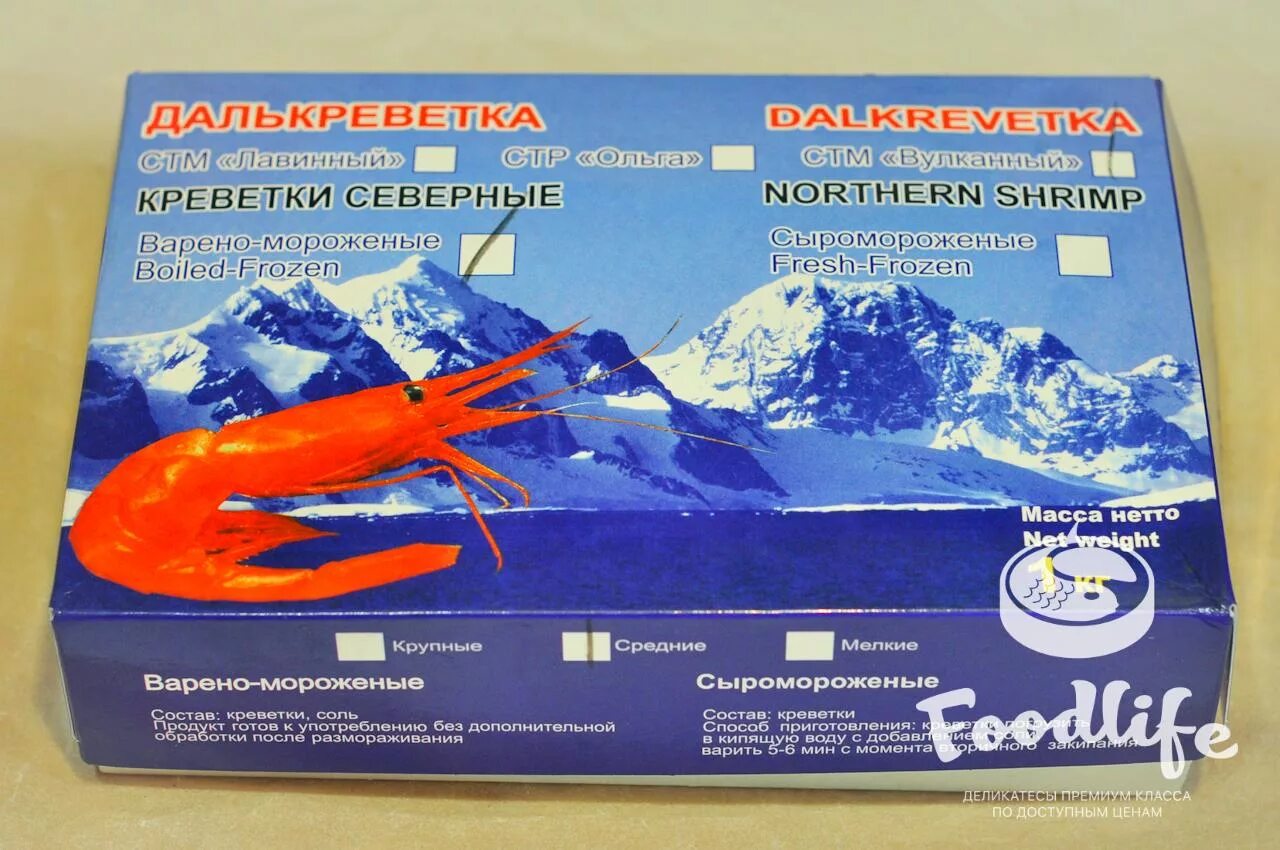 ДАЛЬКРЕВЕТКА DALKREVETKA
СТМ «Лавинный» СТР «Ольга» СТМ «Вулканный»
КРЕВЕТКИ СЕВЕРНЫЕ NORTHERN SHRIMP
Варено-мороженые
Boiled-Frozen
Сыромороженые
Fresh-Frozen
Масса нетто
Net weight
1 кг
Крупные Средние Мелкие
Варено-мороженые
Состав: креветки, соль
Продукт готов к употреблению без дополнительной
обработки после размораживания
Сыромороженые
Состав: креветки
Способ приготовления: креветки погрузить
в кипящую воду с добавлением соли,
варить 5-6 мин с момента вторичного закипания
Foodlife
ДЕЛИКАТЕСЫ ПРЕМИУМ КЛАССА
ПО ДОСТУПНЫМ ЦЕНАМ